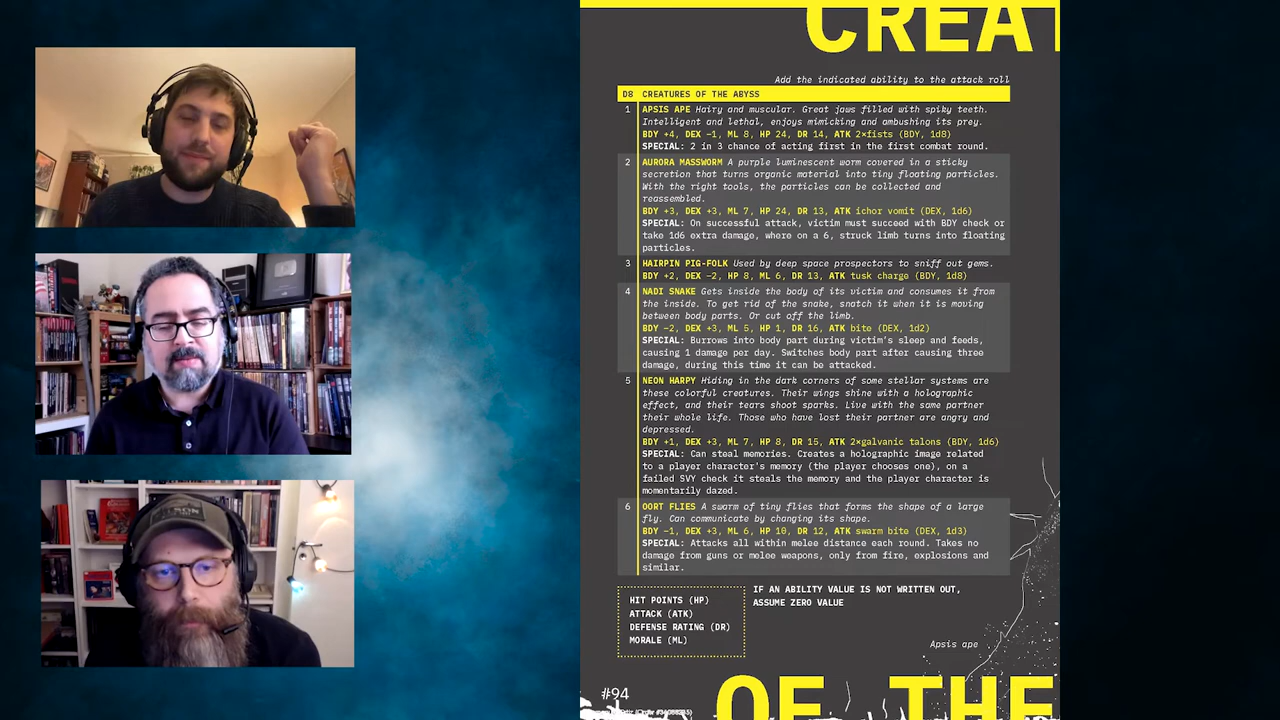 CREAT
Add the indicated ability to the attack roll
D8 CREATURES OF THE ABYSS
1 APSIS APE Hairy and muscular. Great jaws filled with spiky teeth.
Intelligent and lethal, enjoys mimicking and ambushing its prey.
BDY +4, DEX −1, ML 8, HP 24, DR 14, ATK 2×fists (BDY, 1d8)
SPECIAL: 2 in 3 chance of acting first in the first combat round.
2 AURORA MASSWORM A purple luminescent worm covered in a sticky
secretion that turns organic material into tiny floating particles.
With the right tools, the particles can be collected and
reassembled.
BDY +3, DEX +3, ML 7, HP 24, DR 13, ATK ichor vomit (DEX, 1d6)
SPECIAL: On successful attack, victim must succeed with BDY check or
take 1d6 extra damage, where on a 6, struck limb turns into floating
particles.
3 HAIRPIN PIG-FOLK Used by deep space prospectors to sniff out gems.
BDY +2, DEX −2, HP 8, ML 6, DR 13, ATK tusk charge (BDY, 1d8)
4 NADI SNAKE Gets inside the body of its victim and consumes it from
the inside. To get rid of the snake, snatch it when it is moving
between body parts. Or cut off the limb.
BDY −2, DEX +3, ML 5, HP 1, DR 16, ATK bite (DEX, 1d2)
SPECIAL: Burrows into body part during victim's sleep and feeds,
causing 1 damage per day. Switches body part after causing three
damage, during this time it can be attacked.
5 NEON HARPY Hiding in the dark corners of some stellar systems are
these colorful creatures. Their wings shine with a holographic
effect, and their tears shoot sparks. Live with the same partner
their whole life. Those who have lost their partner are angry and
depressed.
BDY +1, DEX +3, ML 7, HP 8, DR 15, ATK 2×galvanic talons (BDY, 1d6)
SPECIAL: Can steal memories. Creates a holographic image related
to a player character's memory (the player chooses one), on a
failed SVY check it steals the memory and the player character is
momentarily dazed.
6 OORT FLIES A swarm of tiny flies that forms the shape of a large
fly. Can communicate by changing its shape.
BDY −1, DEX +3, ML 6, HP 10, DR 12, ATK swarm bite (DEX, 1d3)
SPECIAL: Attacks all within melee distance each round. Takes no
damage from guns or melee weapons, only from fire, explosions and
similar.
HIT POINTS (HP)
ATTACK (ATK)
DEFENSE RATING (DR)
MORALE (ML)
IF AN ABILITY VALUE IS NOT WRITTEN OUT,
ASSUME ZERO VALUE
Apsis ape
#94
OF THE